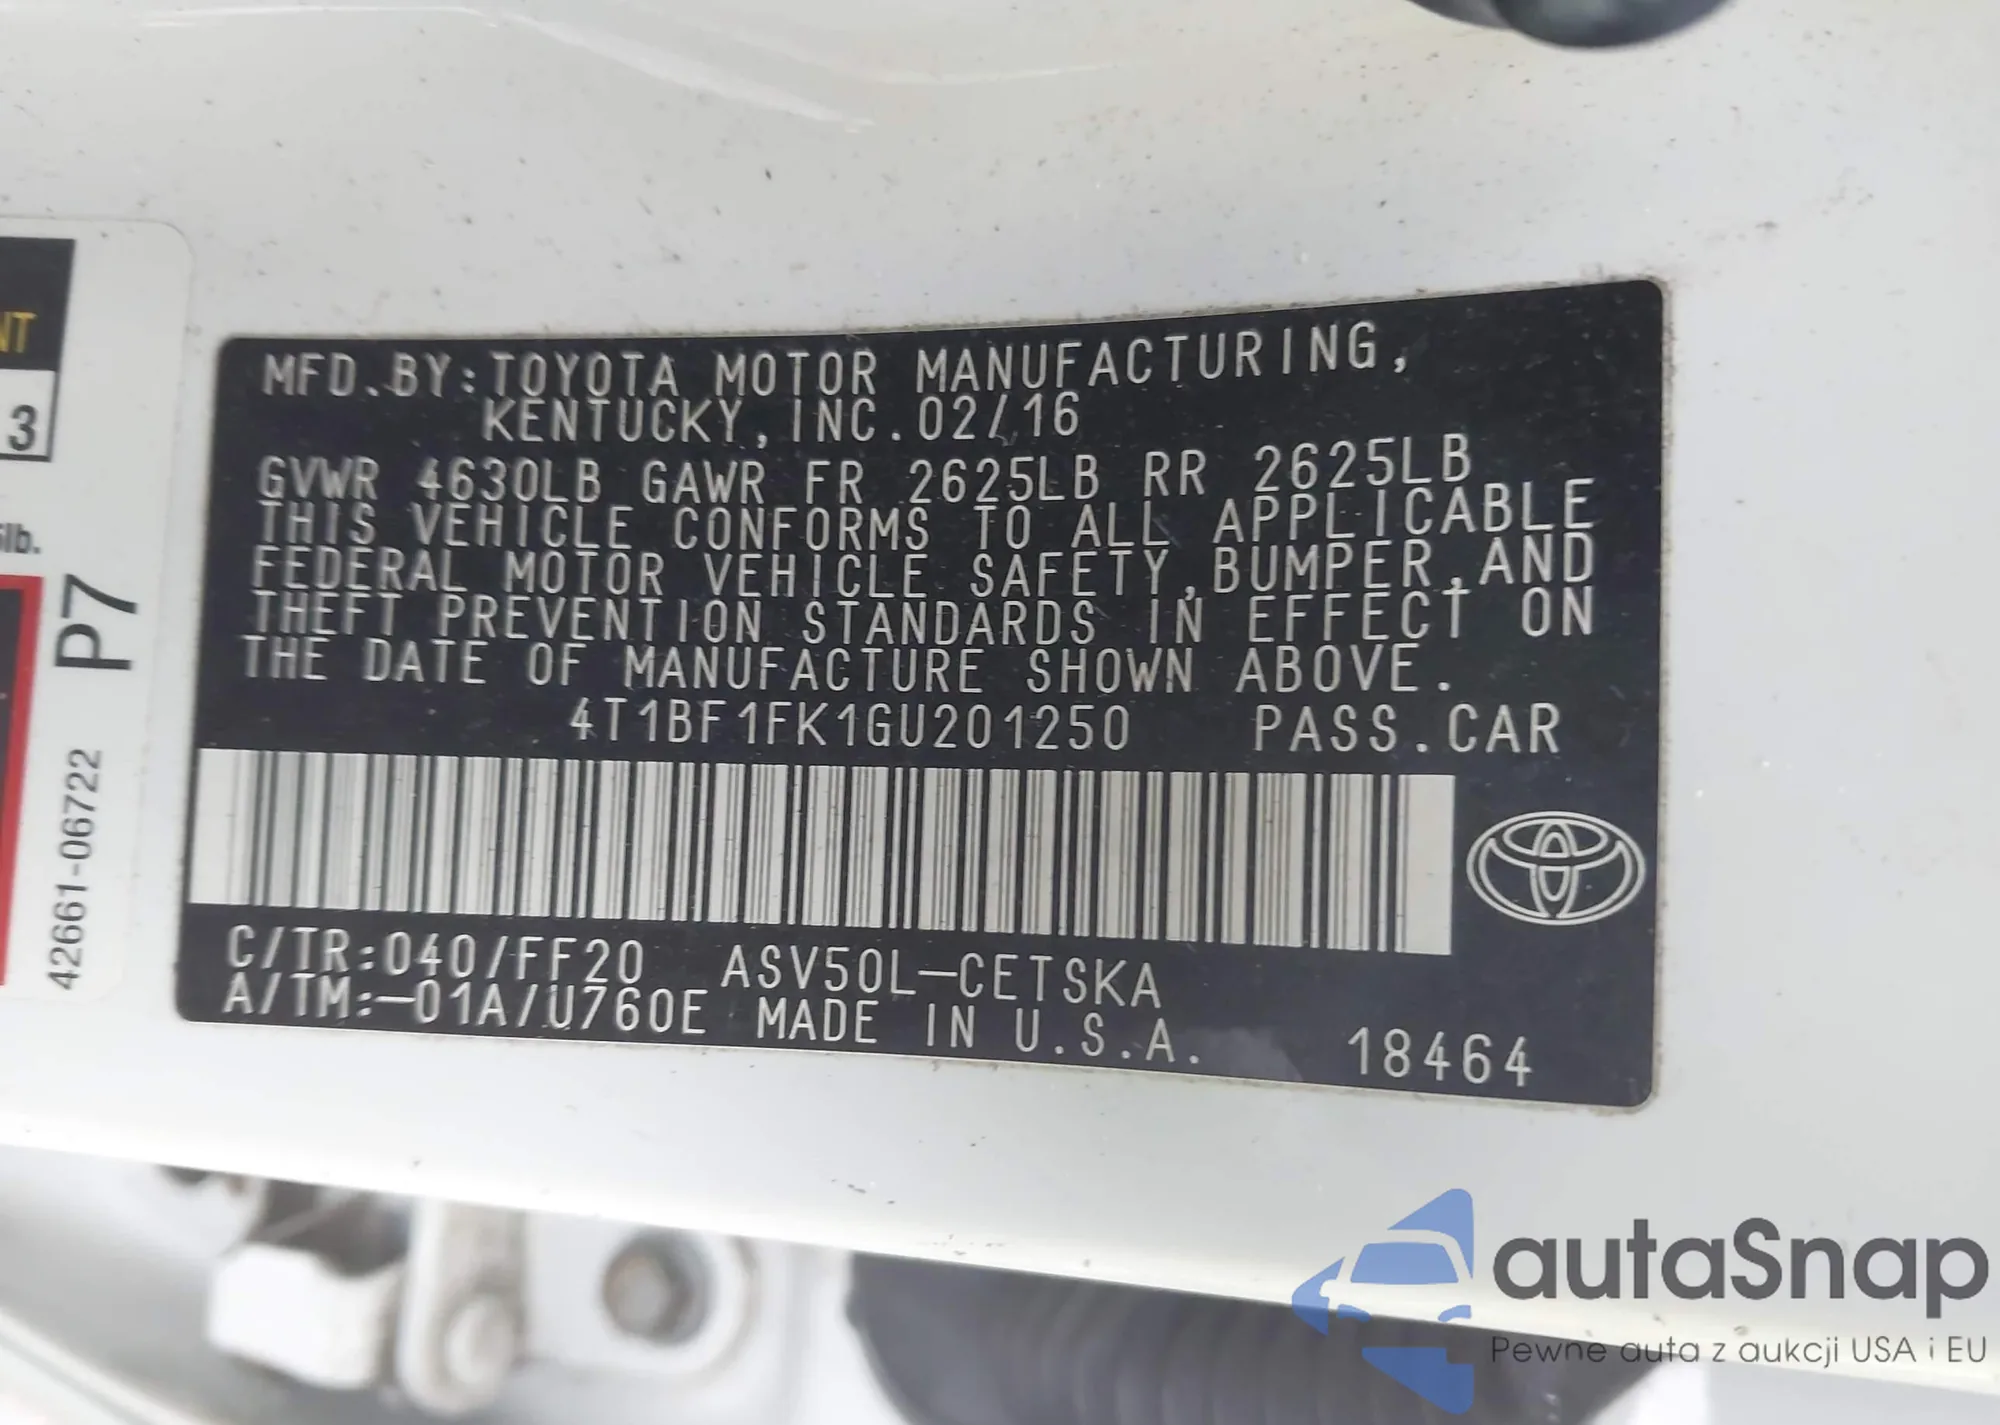 MFD.BY:TOYOTA MOTOR MANUFACTURING,
KENTUCKY, INC.02/16
GVWR 4630LB GAWR FR 2625LB RR 2625LB
THIS VEHICLE CONFORMS TO ALL APPLICABLE
FEDERAL MOTOR VEHICLE SAFETY,BUMPER,AND
THEFT PREVENTION STANDARDS IN EFFECT ON
THE DATE OF MANUFACTURE SHOWN ABOVE.
4T1BF1FK1GU201250 PASS.CAR
C/TR:040/FF20 ASV50L-CETSKA
A/TM:-01A/U760E MADE IN U.S.A. 18464
NT
3
lb.
P7
42661-06722
autaSnap
Pewne auta z aukcji USA i EU